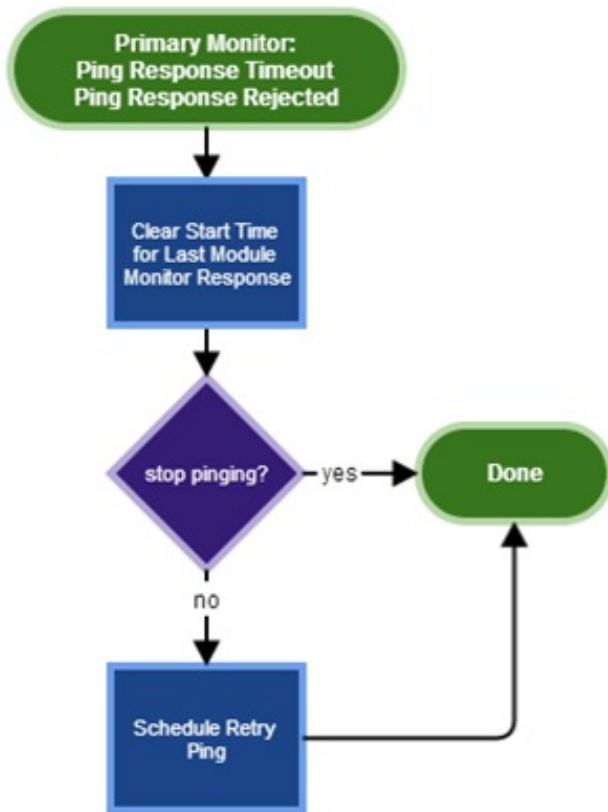 Primary Monitor:
Ping Response Timeout
Ping Response Rejected
Clear Start Time
for Last Module
Monitor Response
stop pinging?
yes
Done
no
Schedule Retry
Ping